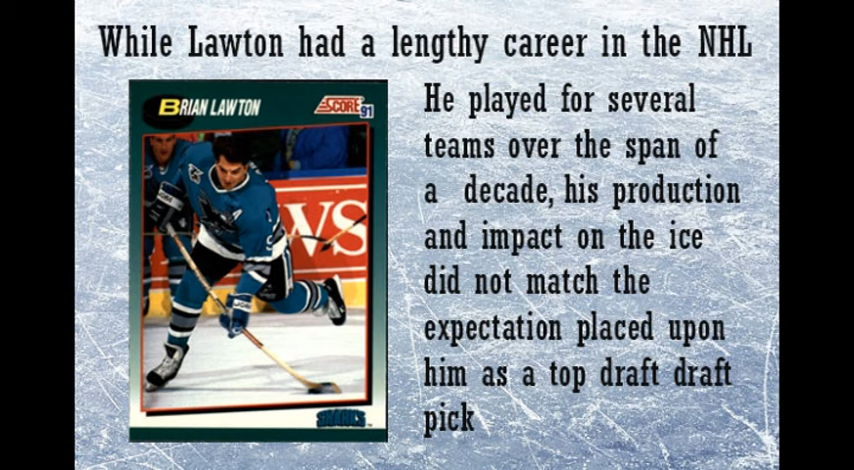 While Lawton had a lengthy career in the NHL
BRIAN LAWTON
SCORE
91
WS
He played for several
teams over the span of
a decade, his production
and impact on the ice
did not match the
expectation placed upon
him as a top draft draft
pick
SHARKS